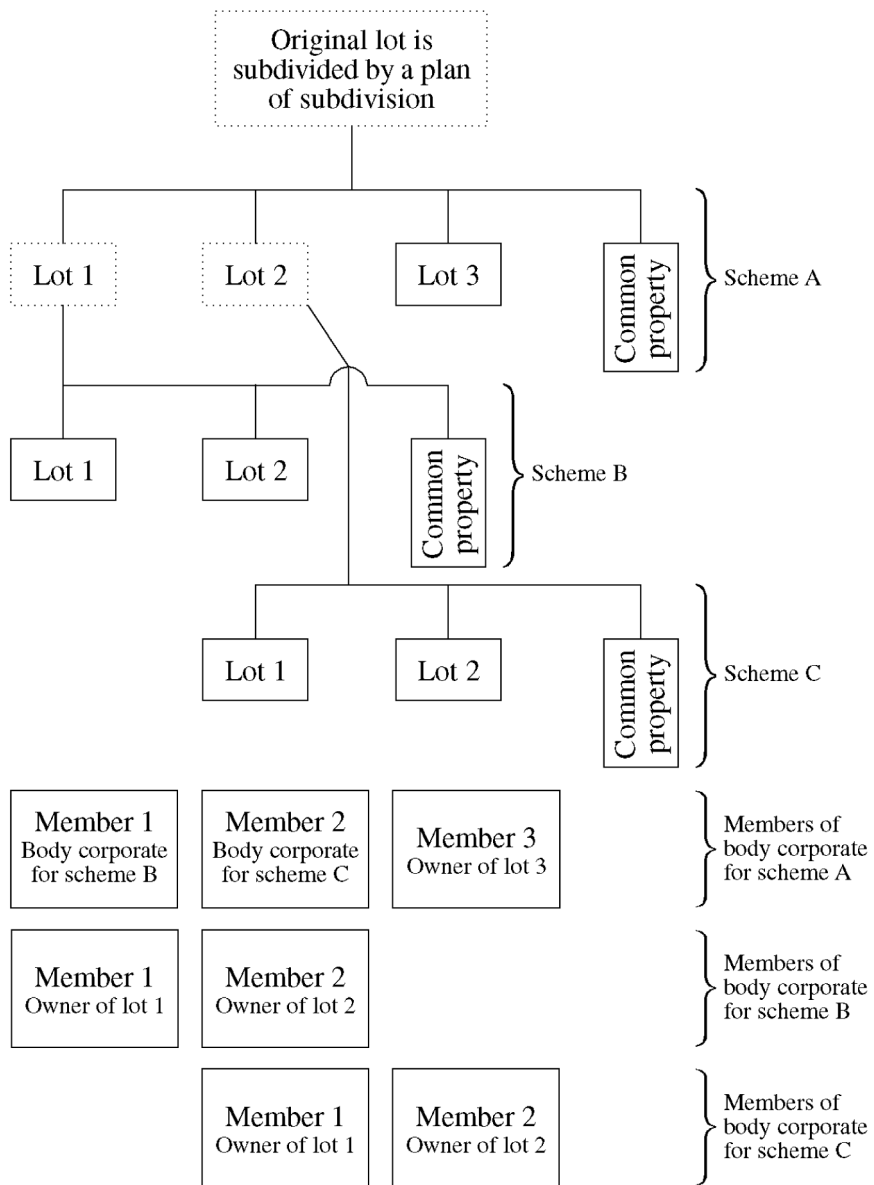 Original lot is
subdivided by a plan
of subdivision
Lot 1
Lot 2
Lot 3
Common
property
Scheme A
Lot 1
Lot 2
Common
property
Scheme B
Lot 1
Lot 2
Common
property
Scheme C
Member 1
Body corporate
for scheme B
Member 2
Body corporate
for scheme C
Member 3
Owner of lot 3
Members of
body corporate
for scheme A
Member 1
Owner of lot 1
Member 2
Owner of lot 2
Members of
body corporate
for scheme B
Member 1
Owner of lot 1
Member 2
Owner of lot 2
Members of
body corporate
for scheme C